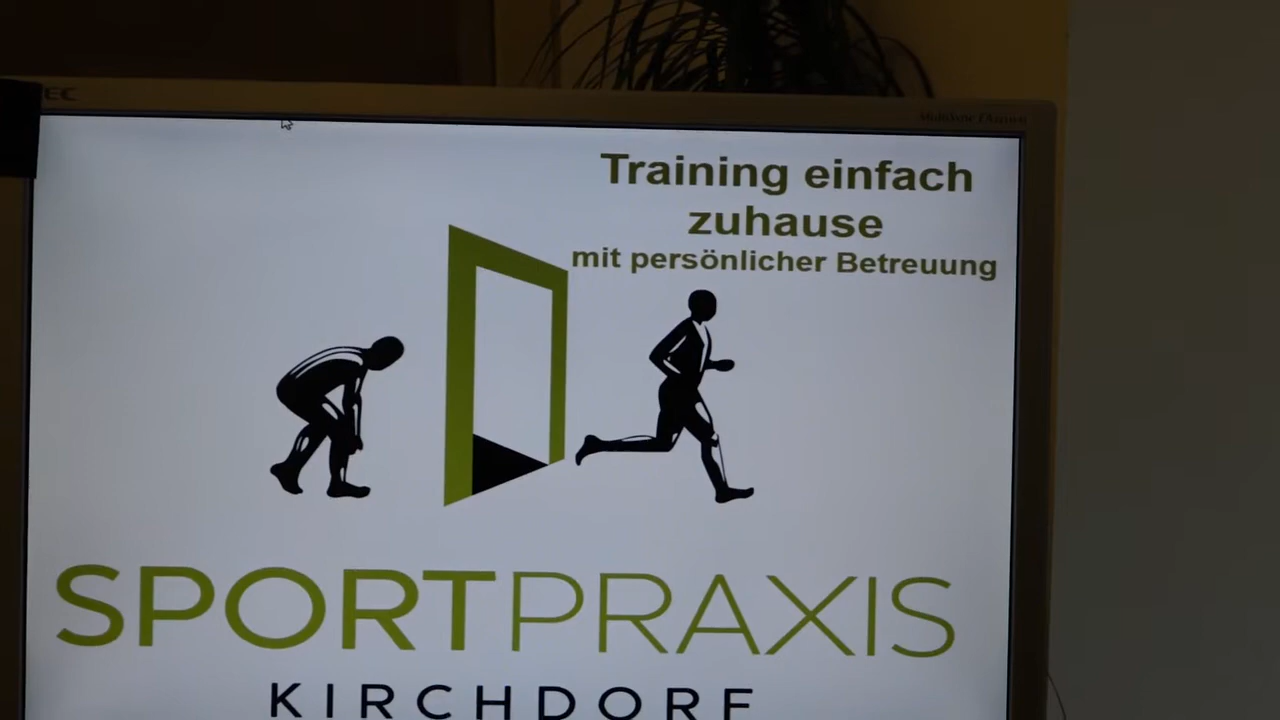 Training einfach
zuhause
mit persönlicher Betreuung
SPORTPRAXIS
KIRCHDORF